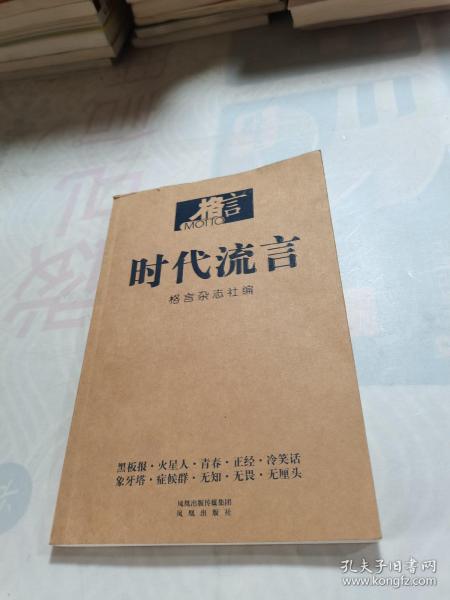 格言
MOTTO
时代流言
格言杂志社编
黑板报·火星人·青春·正经·冷笑话
象牙塔·症候群·无知·无畏·无厘头
凤凰出版传媒集团
凤凰出版社
孔夫子旧书网
www.kongfz.com